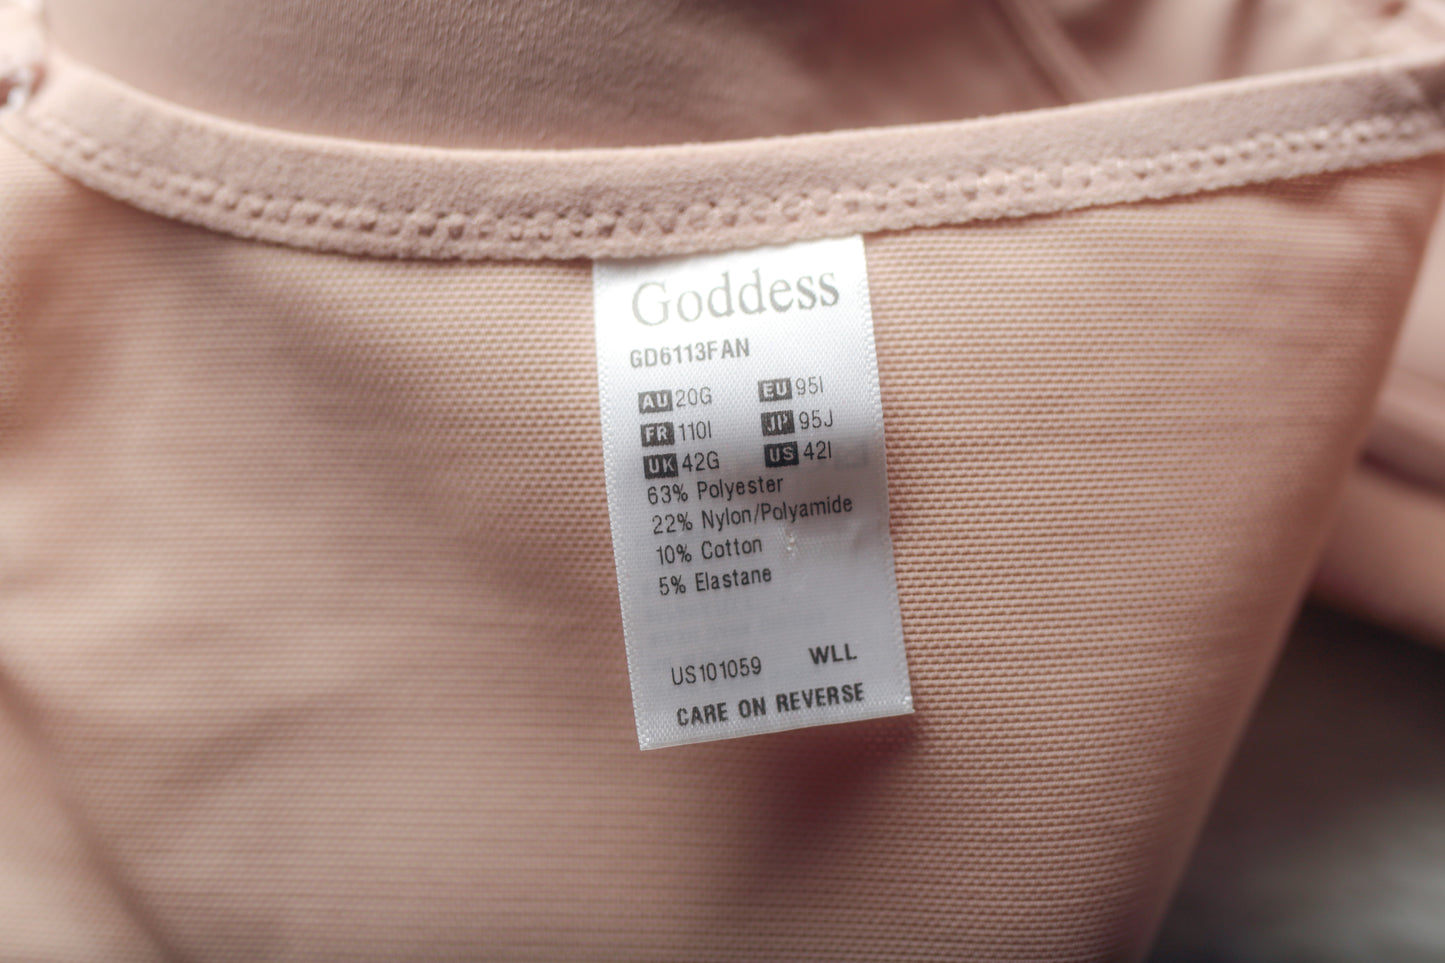 Goddess
GD6113FAN
AU 20G EU 95I
FR 110I JP 95J
UK 42G US 42I
63% Polyester
22% Nylon/Polyamide
10% Cotton
5% Elastane
US101059 WLL
CARE ON REVERSE